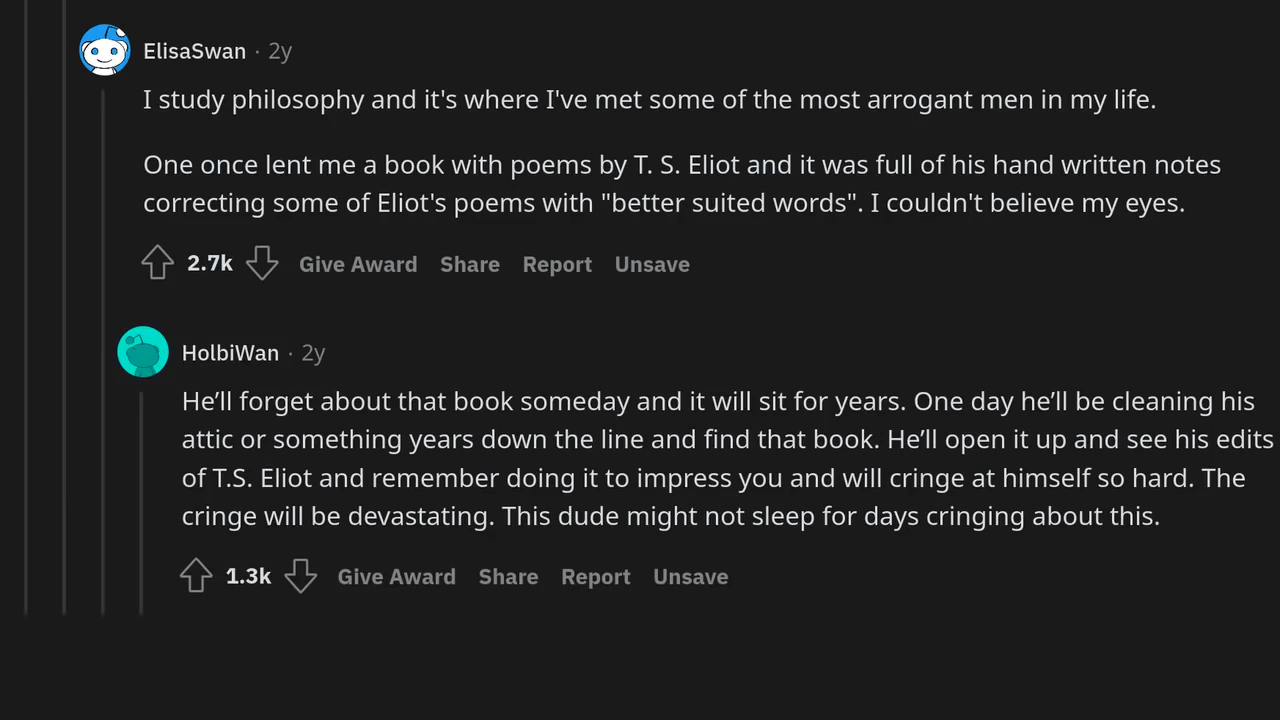 ElisaSwan · 2y
I study philosophy and it's where I've met some of the most arrogant men in my life.
One once lent me a book with poems by T. S. Eliot and it was full of his hand written notes
correcting some of Eliot's poems with "better suited words". I couldn't believe my eyes.
2.7k Give Award Share Report Unsave
HolbiWan · 2y
He’ll forget about that book someday and it will sit for years. One day he’ll be cleaning his
attic or something years down the line and find that book. He’ll open it up and see his edits
of T.S. Eliot and remember doing it to impress you and will cringe at himself so hard. The
cringe will be devastating. This dude might not sleep for days cringing about this.
1.3k Give Award Share Report Unsave